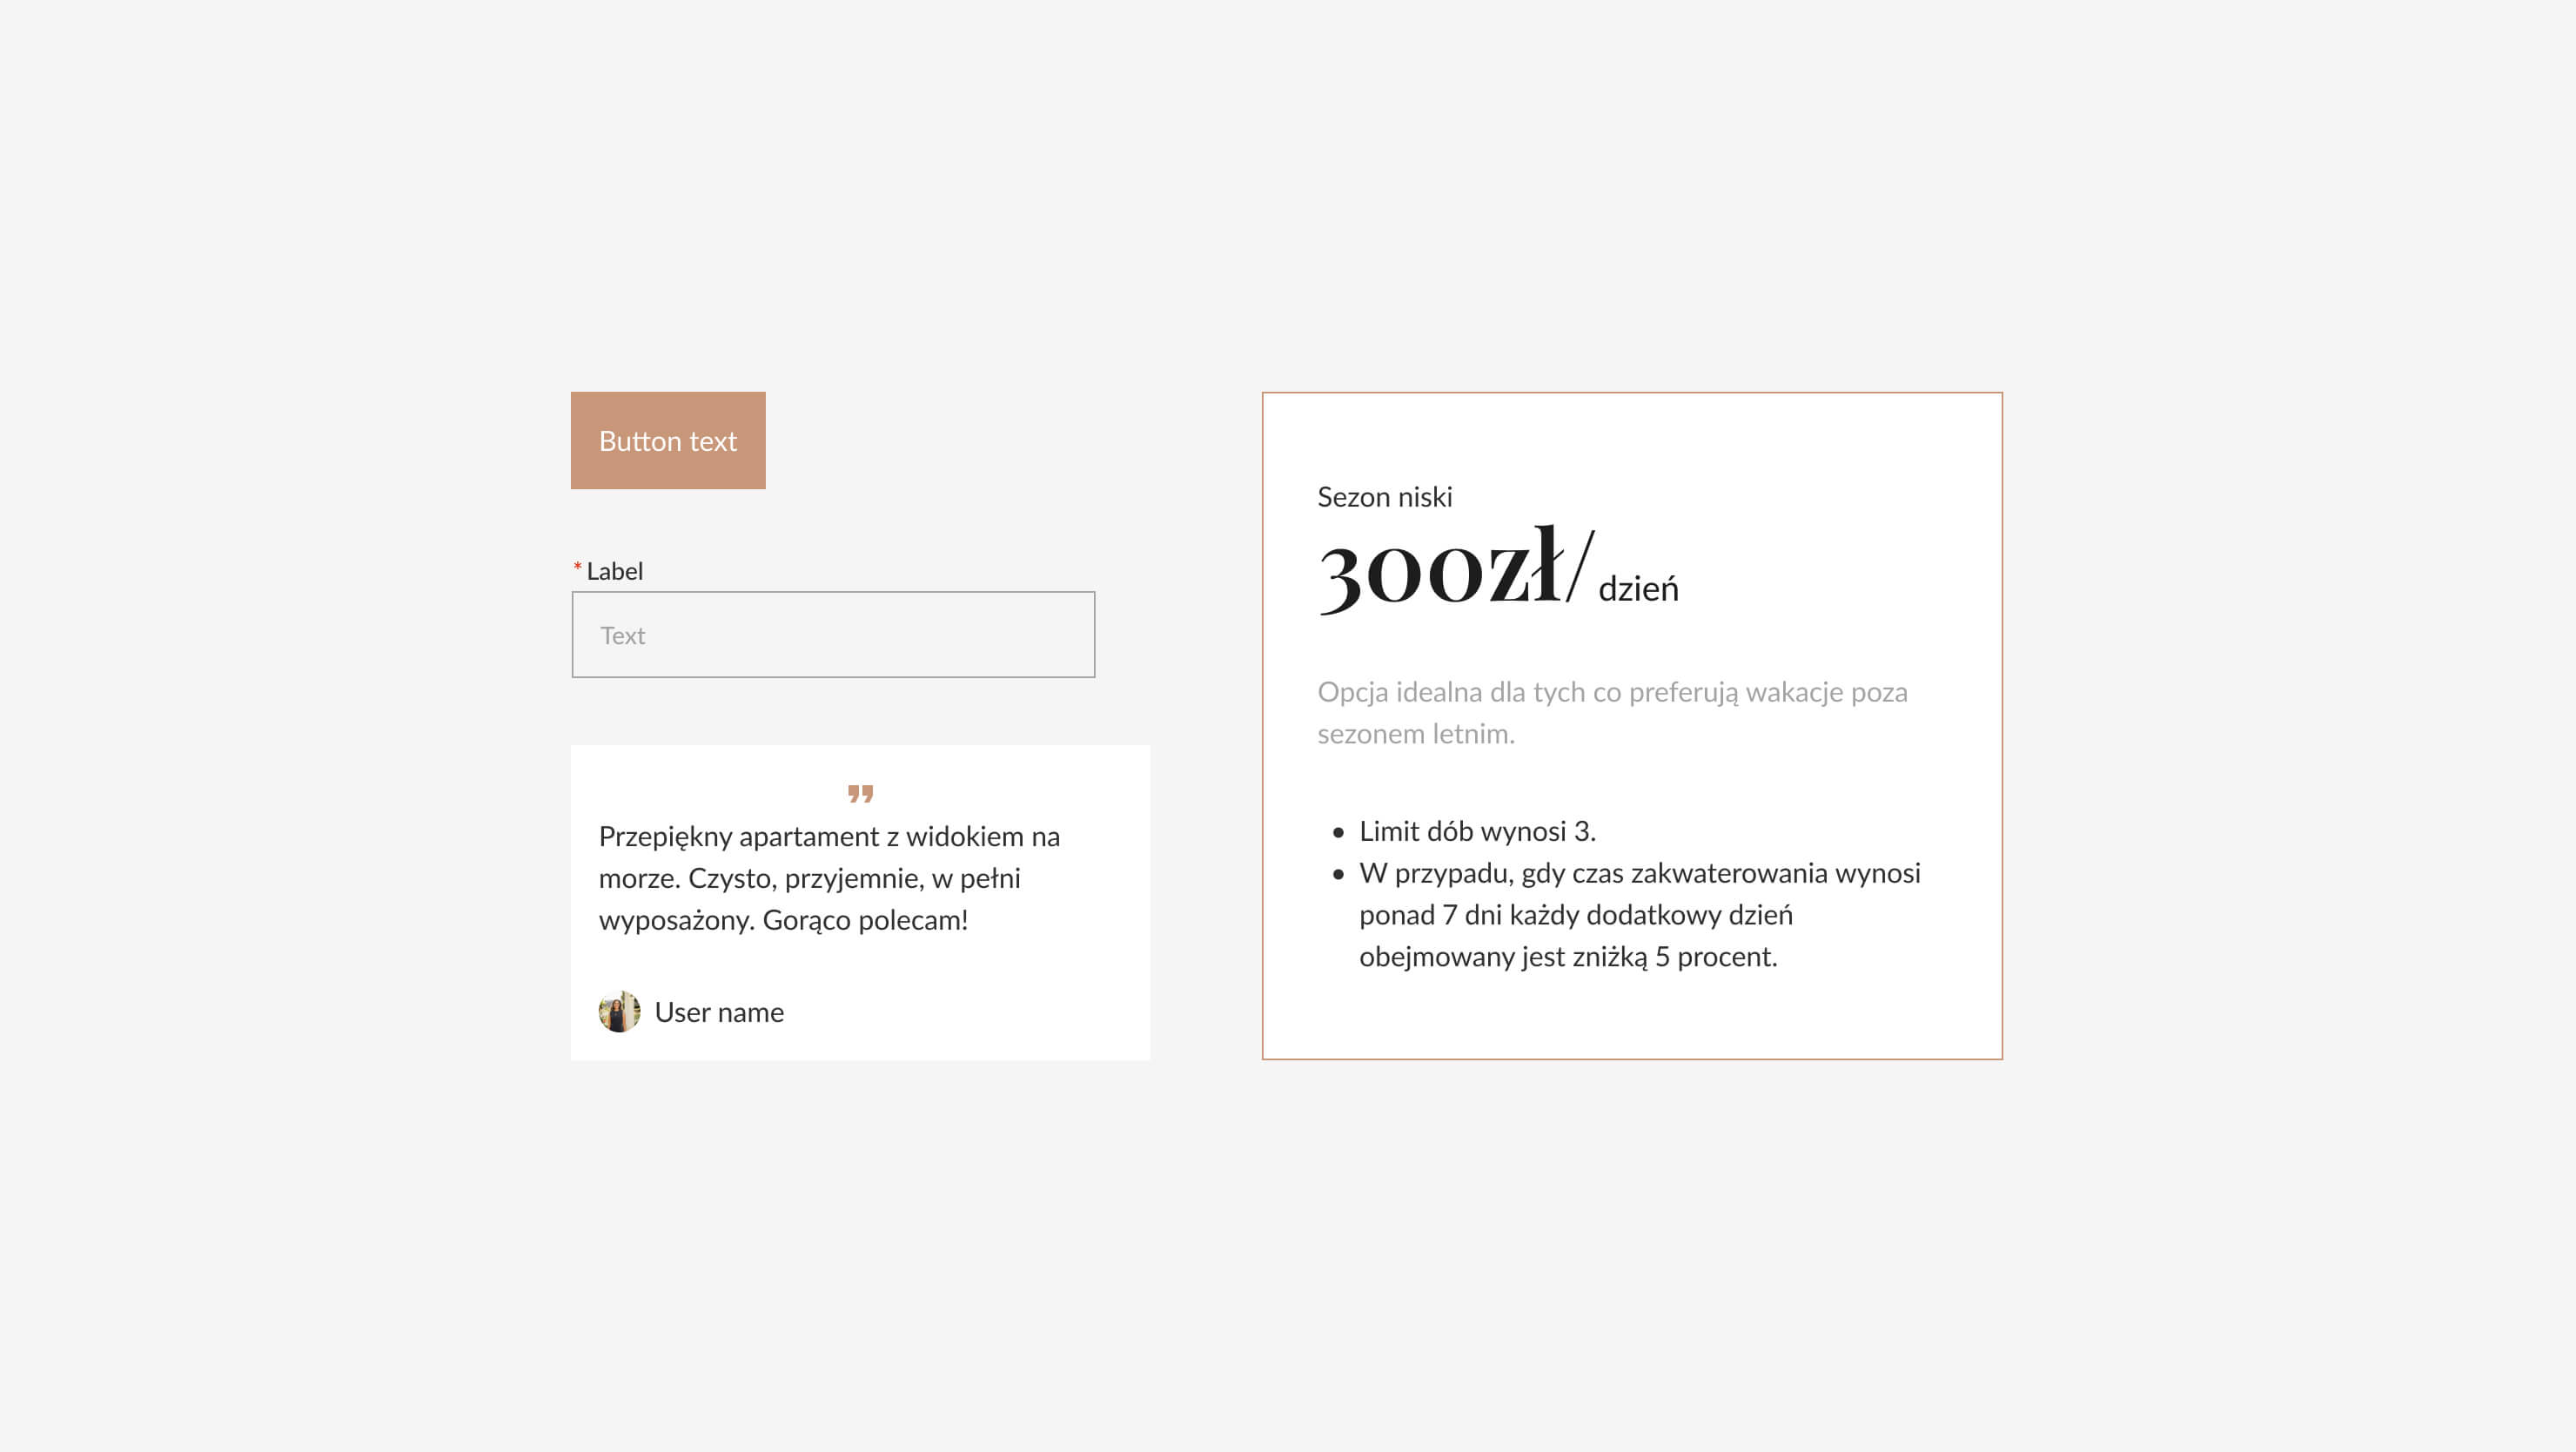 Button text
* Label
Text
”
Przepiękny apartament z widokiem na
morze. Czysto, przyjemnie, w pełni
wyposażony. Gorąco polecam!
User name
Sezon niski
300zł/ dzień
Opcja idealna dla tych co preferują wakacje poza
sezonem letnim.
• Limit dób wynosi 3.
• W przypadu, gdy czas zakwaterowania wynosi
ponad 7 dni każdy dodatkowy dzień
obejmowany jest zniżką 5 procent.